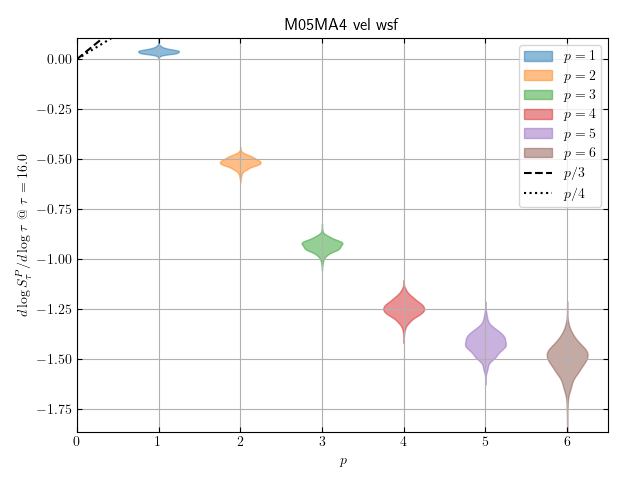 M05MA4 vel wsf
d log S_τ^P / d log τ @ τ = 16.0
0.00
−0.25
−0.50
−0.75
−1.00
−1.25
−1.50
−1.75
0 1 2 3 4 5 6
p
p = 1
p = 2
p = 3
p = 4
p = 5
p = 6
p/3
p/4